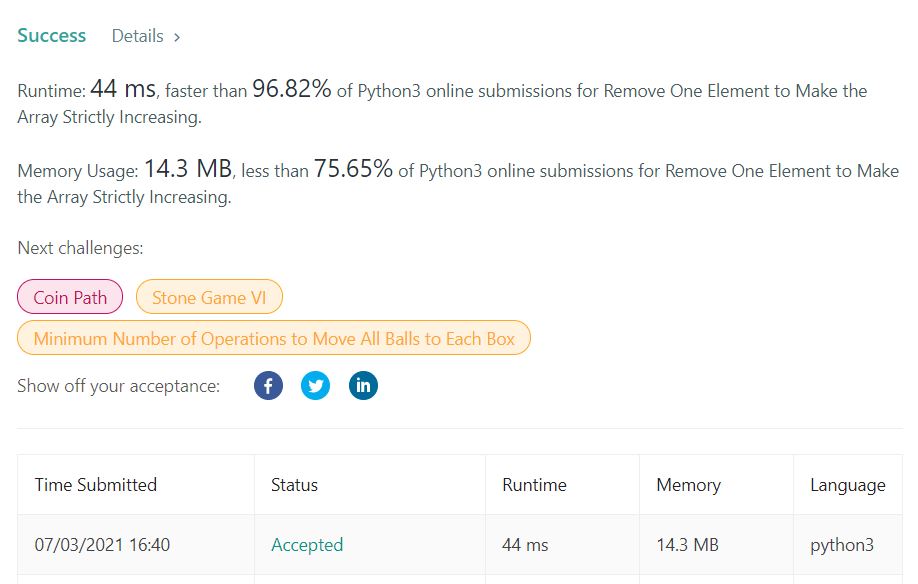 Success Details >
Runtime: 44 ms, faster than 96.82% of Python3 online submissions for Remove One Element to Make the
Array Strictly Increasing.
Memory Usage: 14.3 MB, less than 75.65% of Python3 online submissions for Remove One Element to Make
the Array Strictly Increasing.
Next challenges:
Coin Path Stone Game VI
Minimum Number of Operations to Move All Balls to Each Box
Show off your acceptance: f in
Time Submitted Status Runtime Memory Language
07/03/2021 16:40 Accepted 44 ms 14.3 MB python3